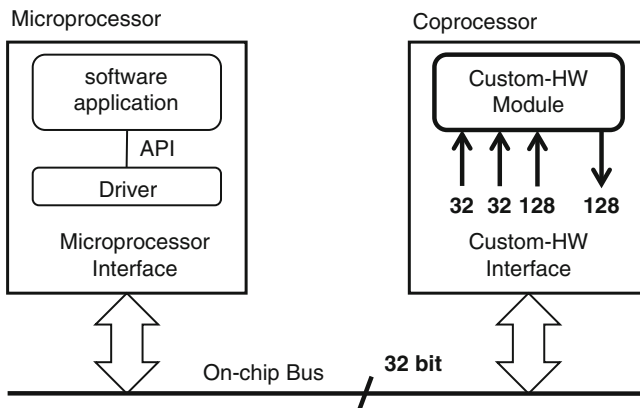 Microprocessor
software
application
API
Driver
Microprocessor
Interface
Coprocessor
Custom-HW
Module
32 32 128 128
Custom-HW
Interface
On-chip Bus
32 bit